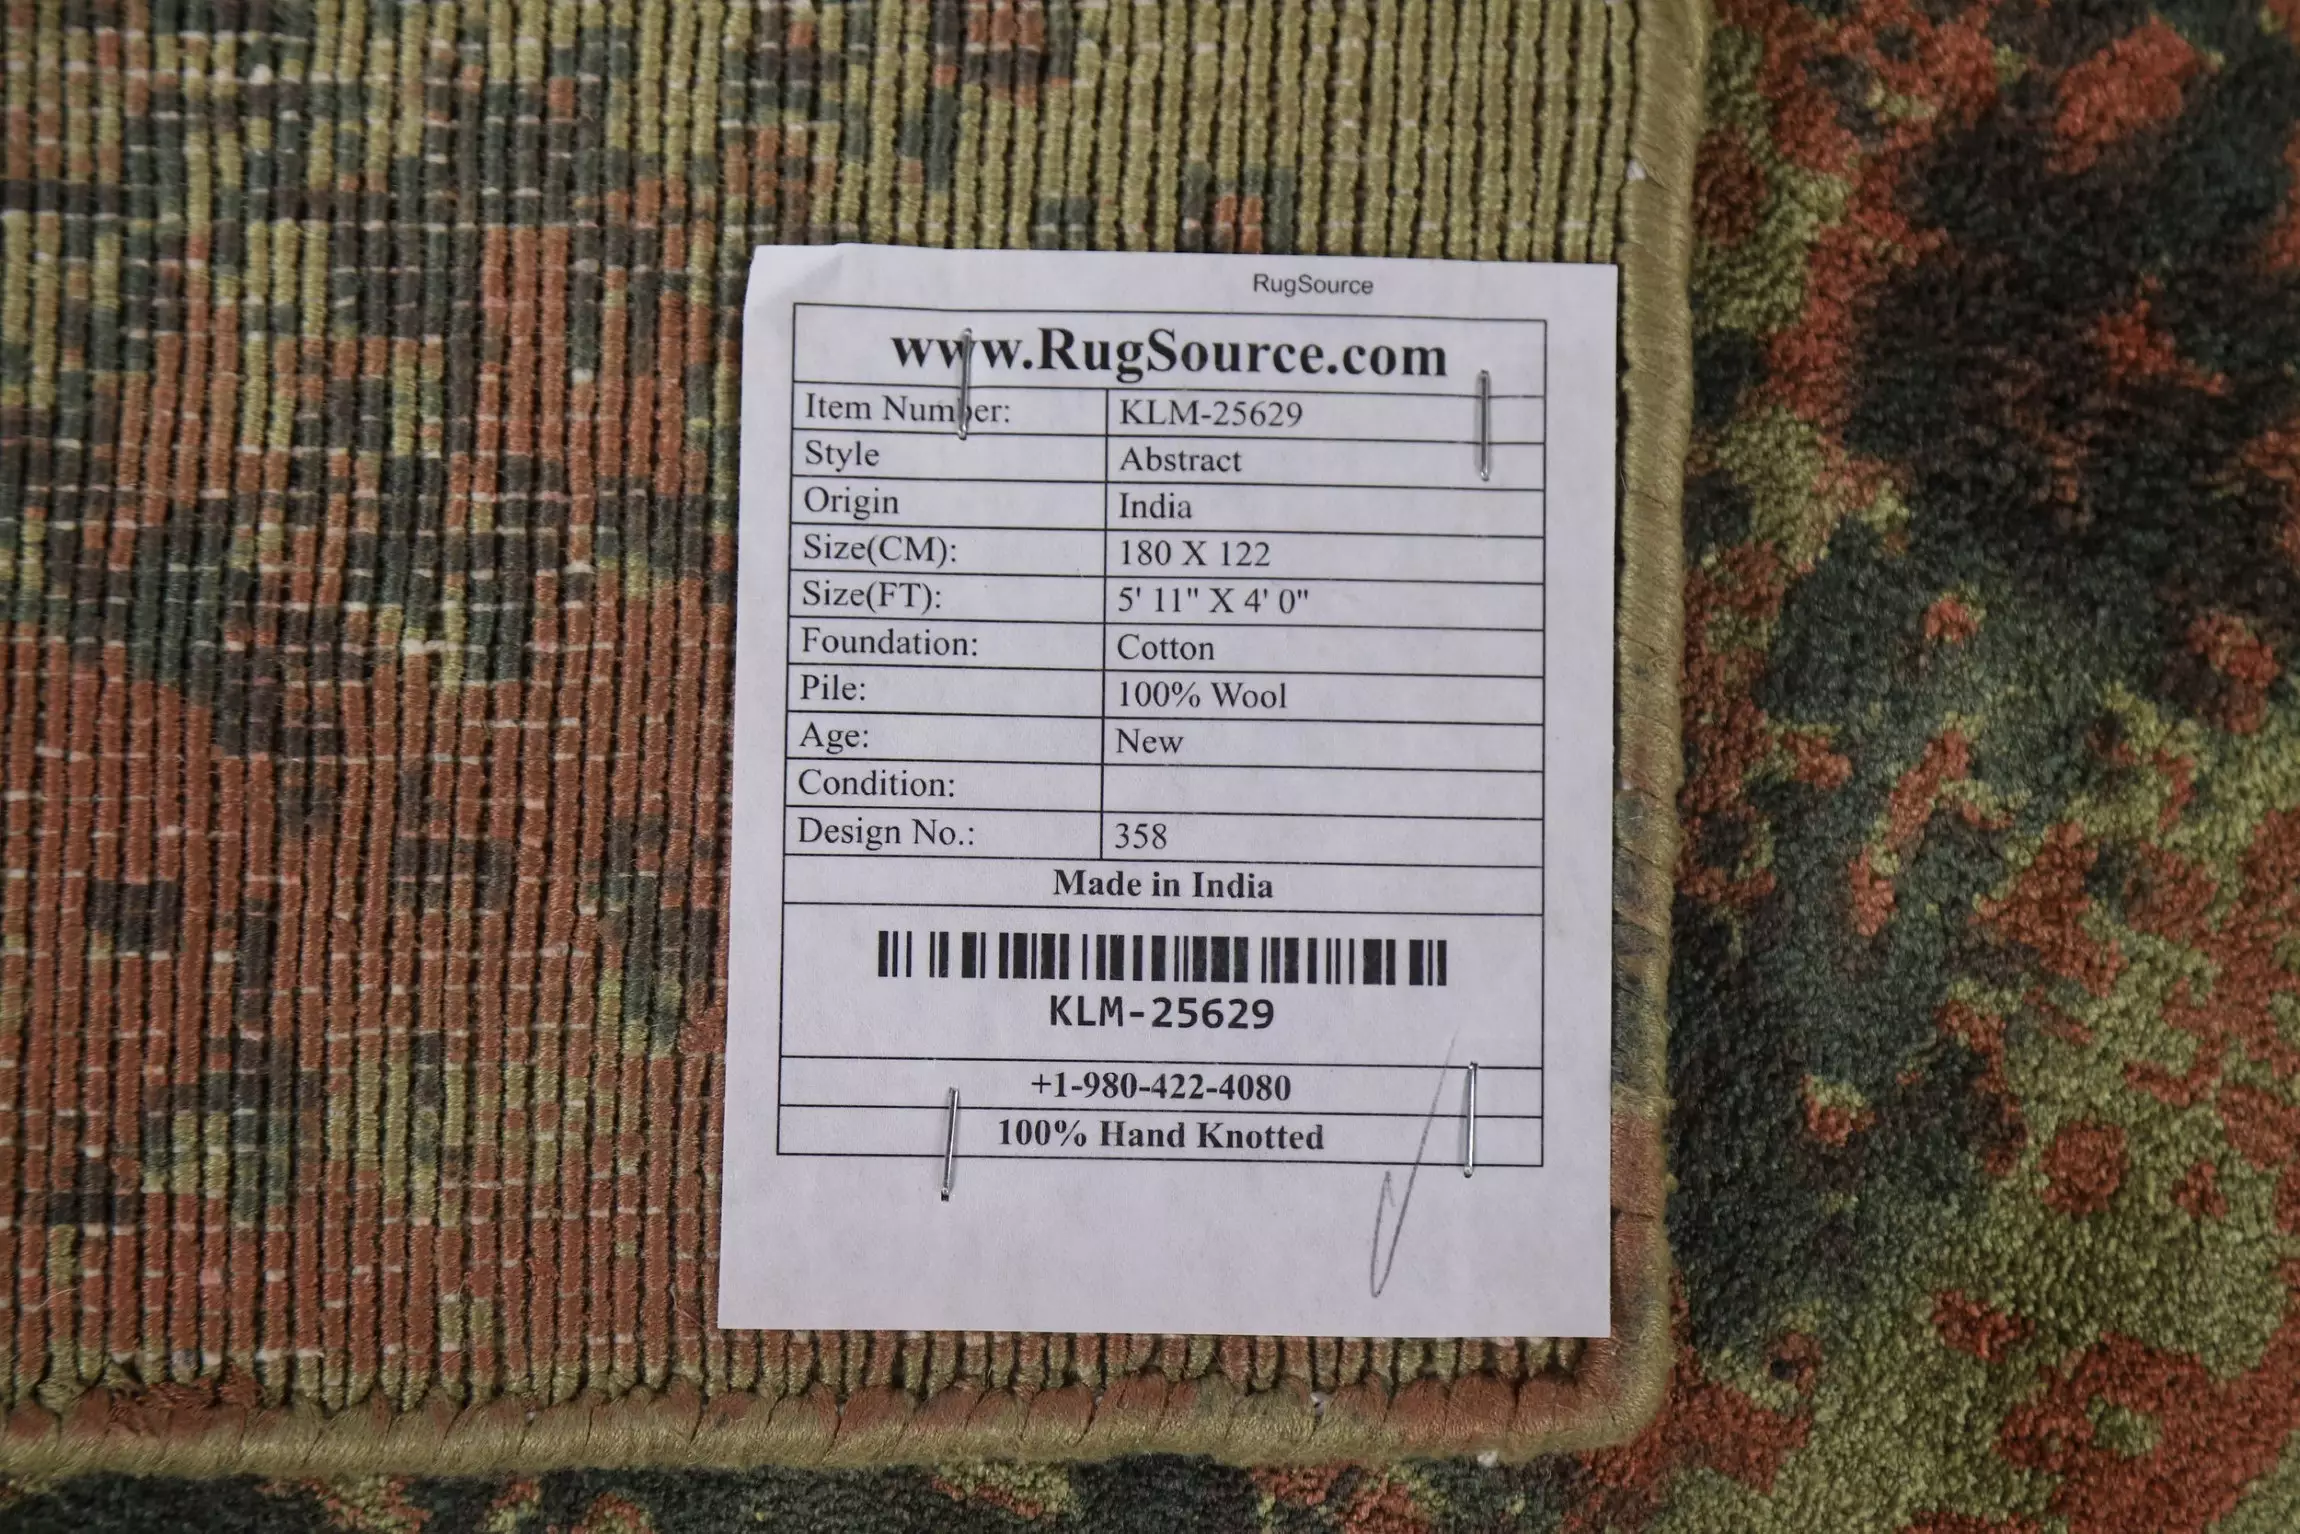 RugSource
www.RugSource.com
Item Number: KLM-25629
Style Abstract
Origin India
Size(CM): 180 X 122
Size(FT): 5' 11" X 4' 0"
Foundation: Cotton
Pile: 100% Wool
Age: New
Condition:
Design No.: 358
Made in India
KLM-25629
+1-980-422-4080
100% Hand Knotted